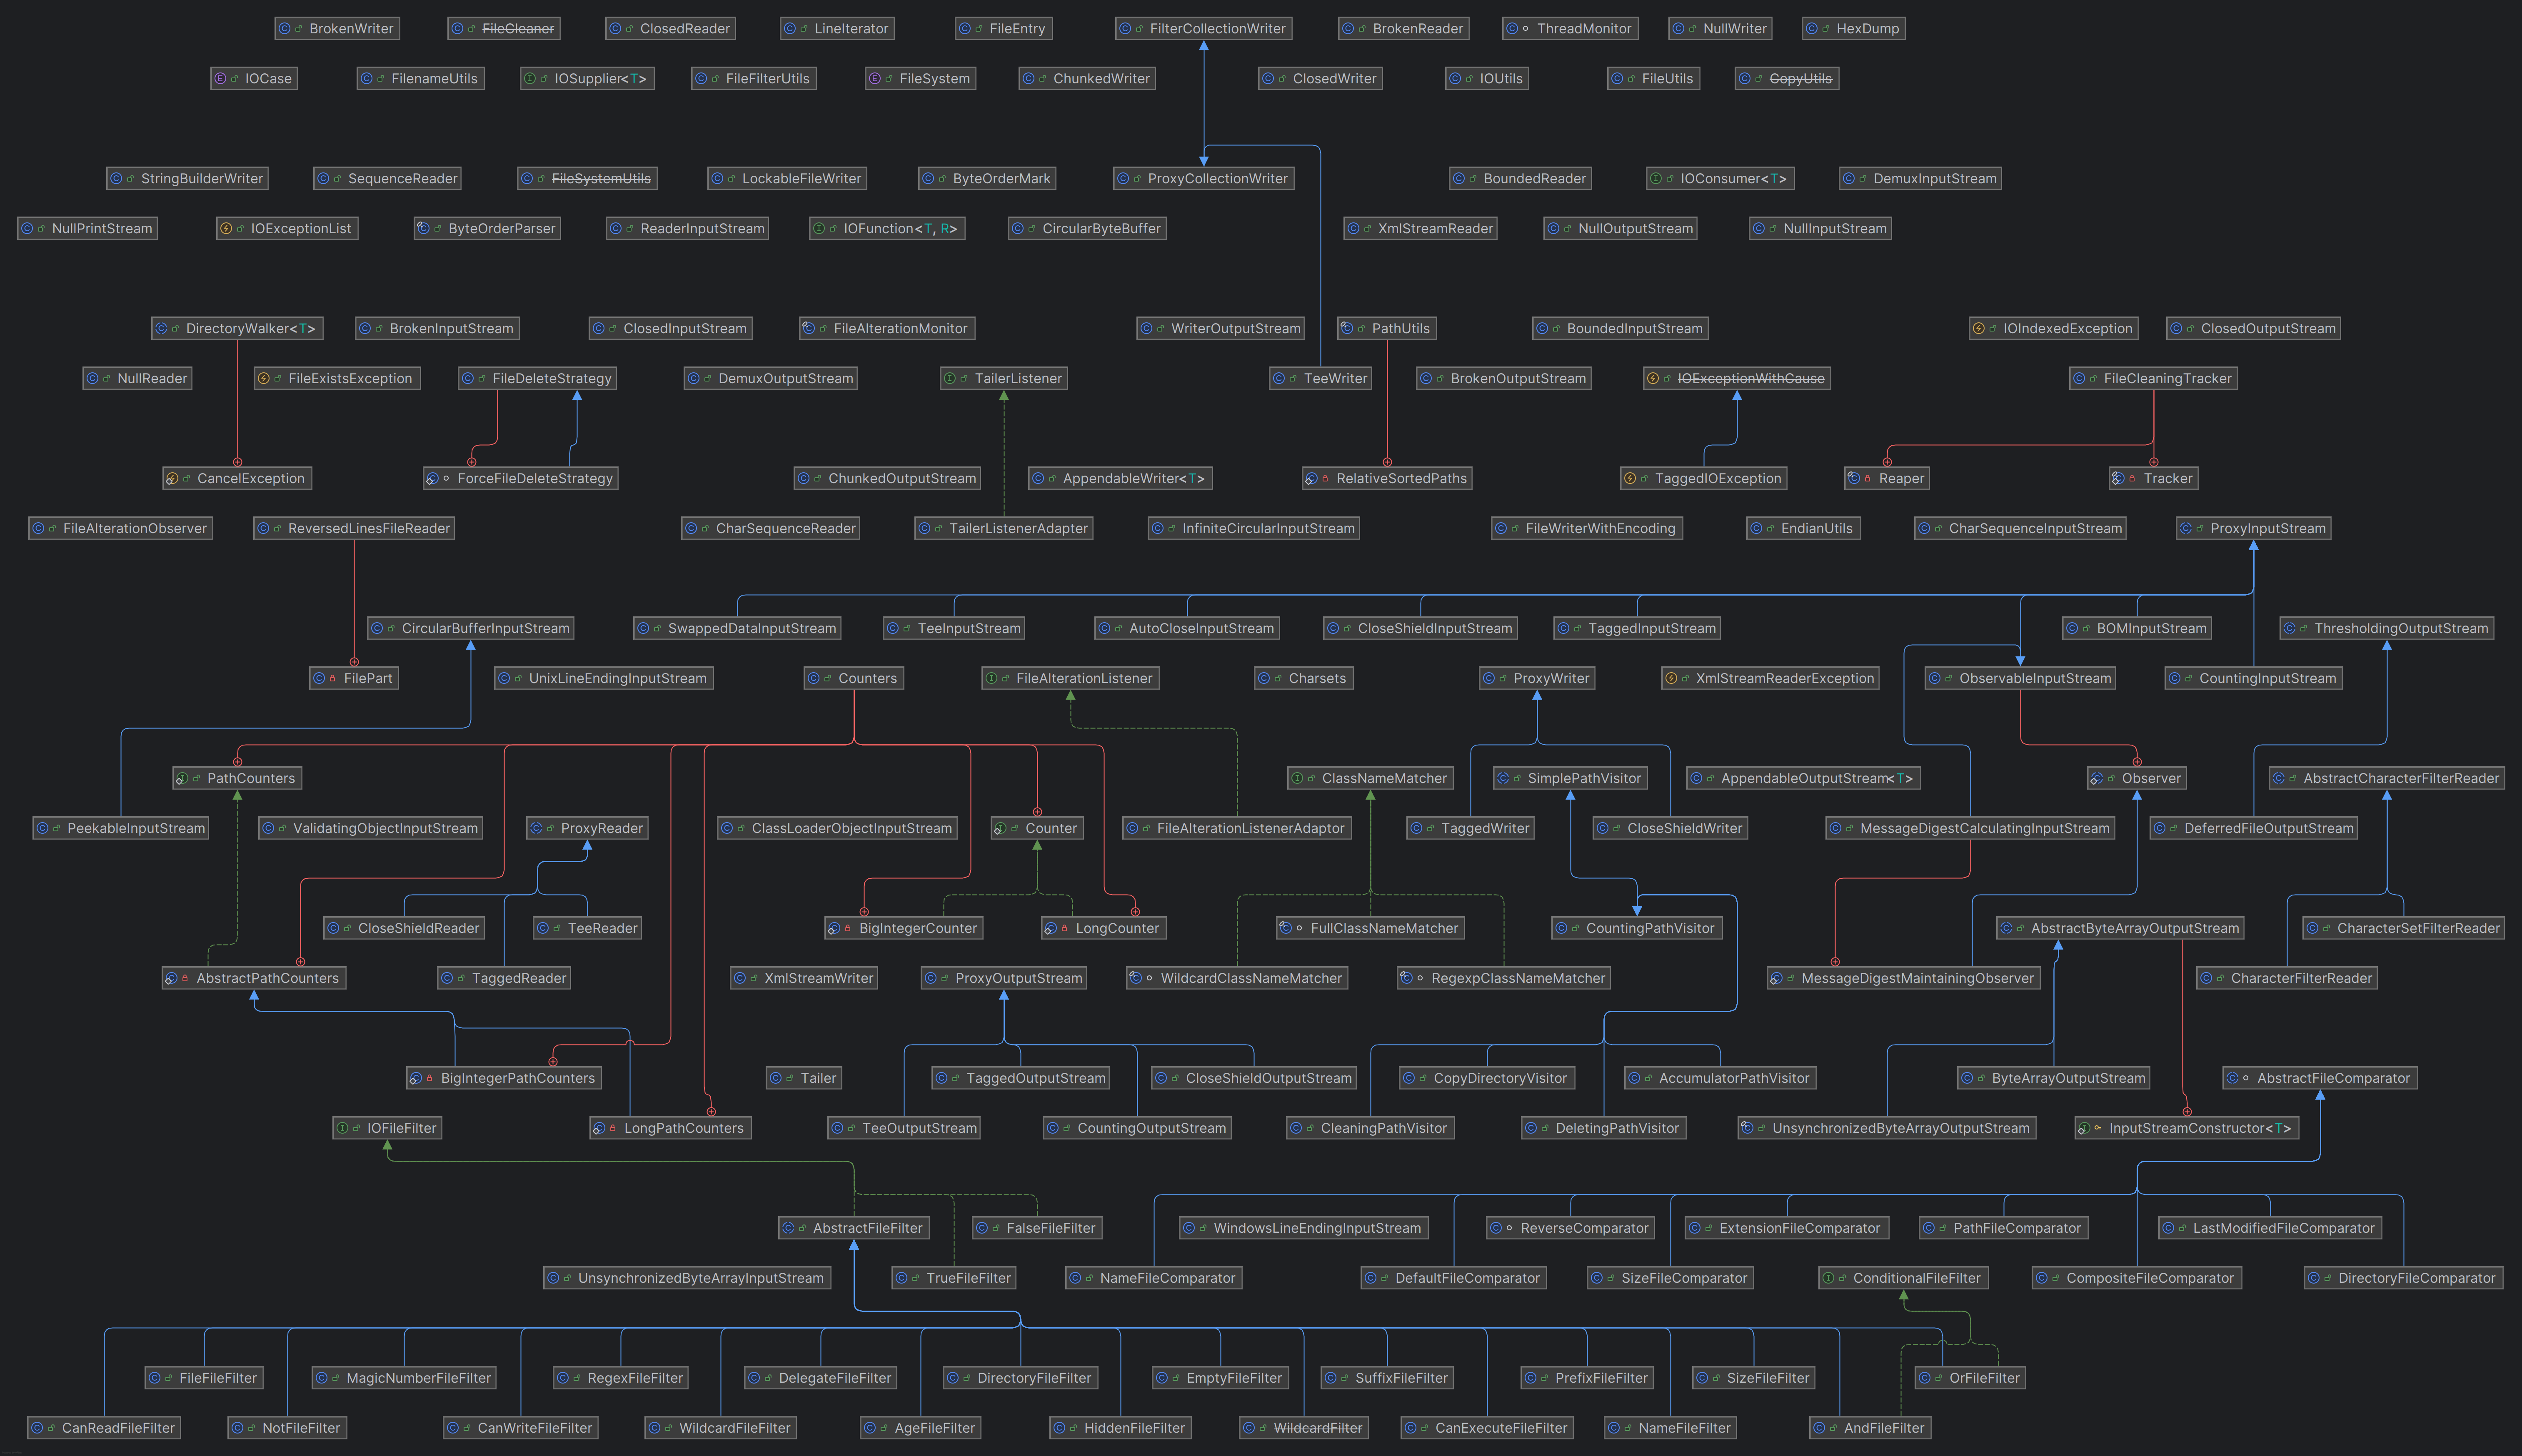 BrokenWriter
FileCleaner
ClosedReader
LineIterator
FileEntry
FilterCollectionWriter
BrokenReader
ThreadMonitor
NullWriter
HexDump
IOCase
FilenameUtils
IOSupplier<T>
FileFilterUtils
FileSystem
ChunkedWriter
ClosedWriter
IOUtils
FileUtils
CopyUtils
StringBuilderWriter
SequenceReader
FileSystemUtils
LockableFileWriter
ByteOrderMark
ProxyCollectionWriter
BoundedReader
IOConsumer<T>
DemuxInputStream
NullPrintStream
IOExceptionList
ByteOrderParser
ReaderInputStream
IOFunction<T, R>
CircularByteBuffer
XmlStreamReader
NullOutputStream
NullInputStream
DirectoryWalker<T>
BrokenInputStream
ClosedInputStream
FileAlterationMonitor
WriterOutputStream
PathUtils
BoundedInputStream
IOIndexedException
ClosedOutputStream
NullReader
FileExistsException
FileDeleteStrategy
DemuxOutputStream
TailerListener
TeeWriter
BrokenOutputStream
IOExceptionWithCause
FileCleaningTracker
CancelException
ForceFileDeleteStrategy
ChunkedOutputStream
AppendableWriter<T>
RelativeSortedPaths
TaggedIOException
Reaper
Tracker
FileAlterationObserver
ReversedLinesFileReader
CharSequenceReader
TailerListenerAdapter
InfiniteCircularInputStream
FileWriterWithEncoding
EndianUtils
CharSequenceInputStream
ProxyInputStream
CircularBufferInputStream
SwappedDataInputStream
TeeInputStream
AutoCloseInputStream
CloseShieldInputStream
TaggedInputStream
BOMInputStream
ThresholdingOutputStream
FilePart
UnixLineEndingInputStream
Counters
FileAlterationListener
Charsets
ProxyWriter
XmlStreamReaderException
ObservableInputStream
CountingInputStream
PathCounters
ClassNameMatcher
SimplePathVisitor
AppendableOutputStream<T>
Observer
AbstractCharacterFilterReader
PeekableInputStream
ValidatingObjectInputStream
ProxyReader
ClassLoaderObjectInputStream
Counter
FileAlterationListenerAdaptor
TaggedWriter
CloseShieldWriter
MessageDigestCalculatingInputStream
DeferredFileOutputStream
CloseShieldReader
TeeReader
BigIntegerCounter
LongCounter
FullClassNameMatcher
CountingPathVisitor
AbstractByteArrayOutputStream
CharacterSetFilterReader
AbstractPathCounters
TaggedReader
XmlStreamWriter
ProxyOutputStream
WildcardClassNameMatcher
RegexpClassNameMatcher
MessageDigestMaintainingObserver
CharacterFilterReader
BigIntegerPathCounters
Tailer
TaggedOutputStream
CloseShieldOutputStream
CopyDirectoryVisitor
AccumulatorPathVisitor
ByteArrayOutputStream
AbstractFileComparator
IOFileFilter
LongPathCounters
TeeOutputStream
CountingOutputStream
CleaningPathVisitor
DeletingPathVisitor
UnsynchronizedByteArrayOutputStream
InputStreamConstructor<T>
AbstractFileFilter
FalseFileFilter
WindowsLineEndingInputStream
ReverseComparator
ExtensionFileComparator
PathFileComparator
LastModifiedFileComparator
UnsynchronizedByteArrayInputStream
TrueFileFilter
NameFileComparator
DefaultFileComparator
SizeFileComparator
ConditionalFileFilter
CompositeFileComparator
DirectoryFileComparator
FileFileFilter
MagicNumberFileFilter
RegexFileFilter
DelegateFileFilter
DirectoryFileFilter
EmptyFileFilter
SuffixFileFilter
PrefixFileFilter
SizeFileFilter
OrFileFilter
CanReadFileFilter
NotFileFilter
CanWriteFileFilter
WildcardFileFilter
AgeFileFilter
HiddenFileFilter
WildcardFilter
CanExecuteFileFilter
NameFileFilter
AndFileFilter